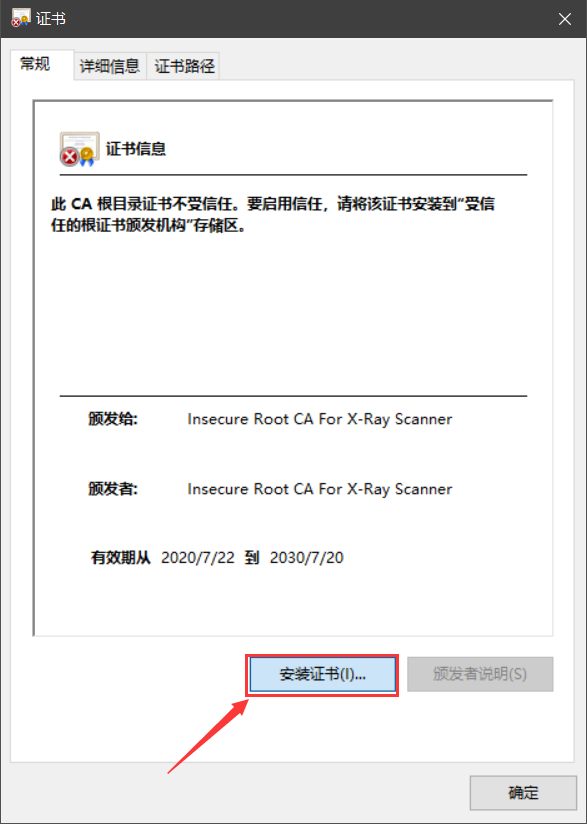 证书
常规
详细信息
证书路径
证书信息
此 CA 根目录证书不受信任。要启用信任，请将该证书安装到"受信
任的根证书颁发机构"存储区。
颁发给: Insecure Root CA For X-Ray Scanner
颁发者: Insecure Root CA For X-Ray Scanner
有效期从 2020/7/22 到 2030/7/20
安装证书(I)...
颁发者说明(S)
确定